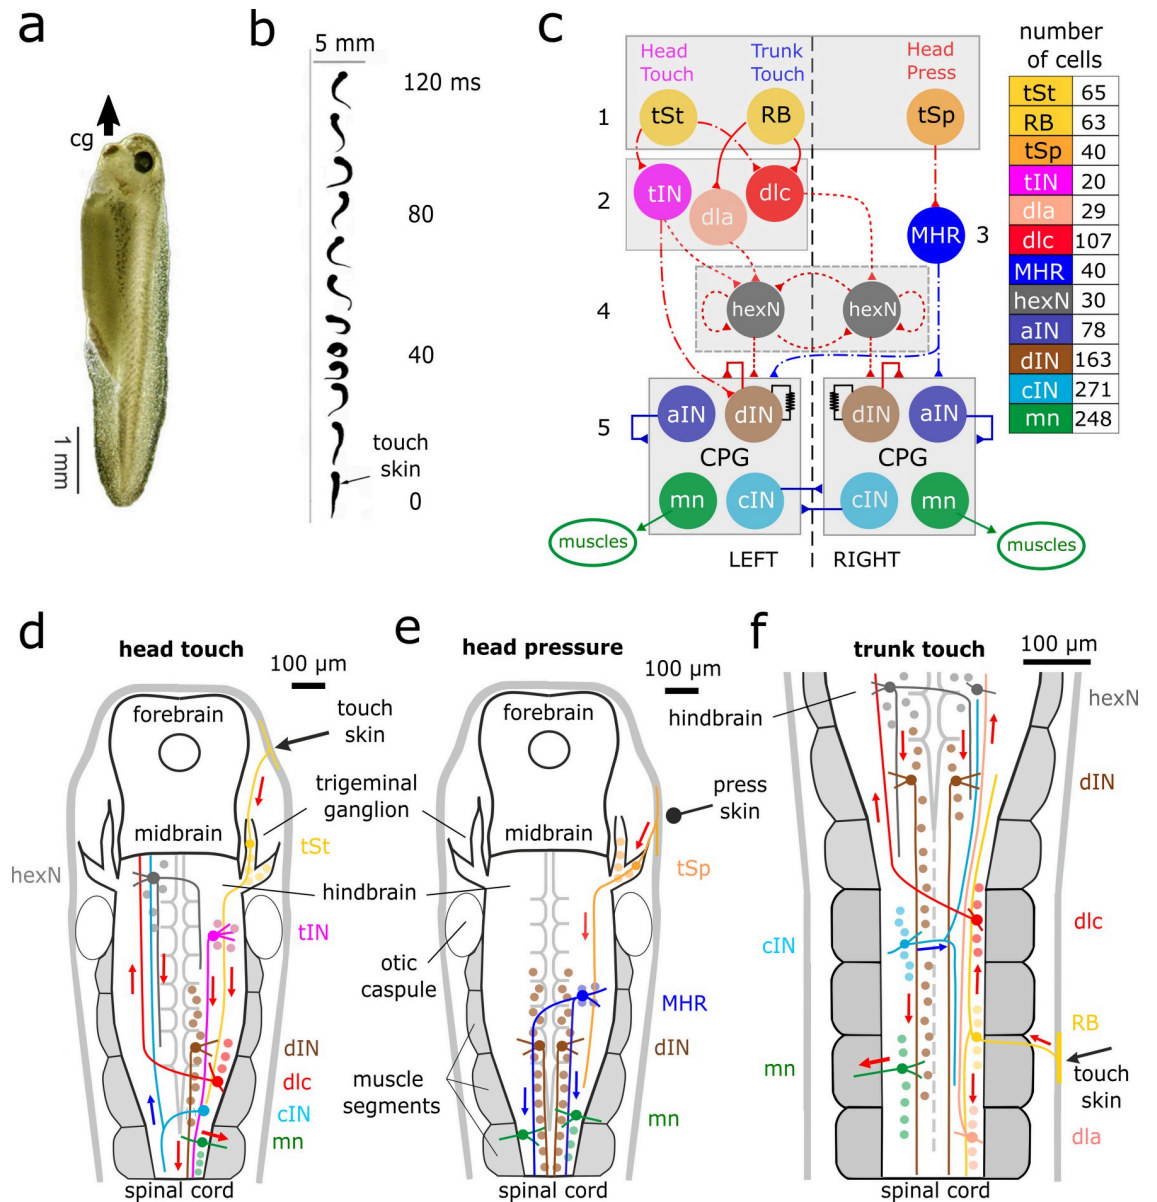 a
cg
1 mm
b
5 mm
120 ms
80
40
touch
skin
0
c
Head
Touch
Trunk
Touch
Head
Press
1
tSt
RB
tSp
2
tIN
dla
dlc
MHR
3
4
hexN
hexN
5
aIN
dIN
dIN
aIN
CPG
CPG
mn
cIN
cIN
mn
muscles
muscles
LEFT
RIGHT
number
of cells
tSt 65
RB 63
tSp 40
tIN 20
dla 29
dlc 107
MHR 40
hexN 30
aIN 78
dIN 163
cIN 271
mn 248
d
head touch
100 µm
forebrain
touch
skin
trigeminal
ganglion
midbrain
tSt
hexN
hindbrain
tIN
otic
caspule
dIN
dlc
muscle
segments
cIN
mn
spinal cord
e
head pressure
100 µm
forebrain
press
skin
midbrain
tSp
MHR
dIN
mn
spinal cord
f
trunk touch
100 µm
hexN
hindbrain
dIN
dlc
cIN
RB
mn
touch
skin
dla
spinal cord